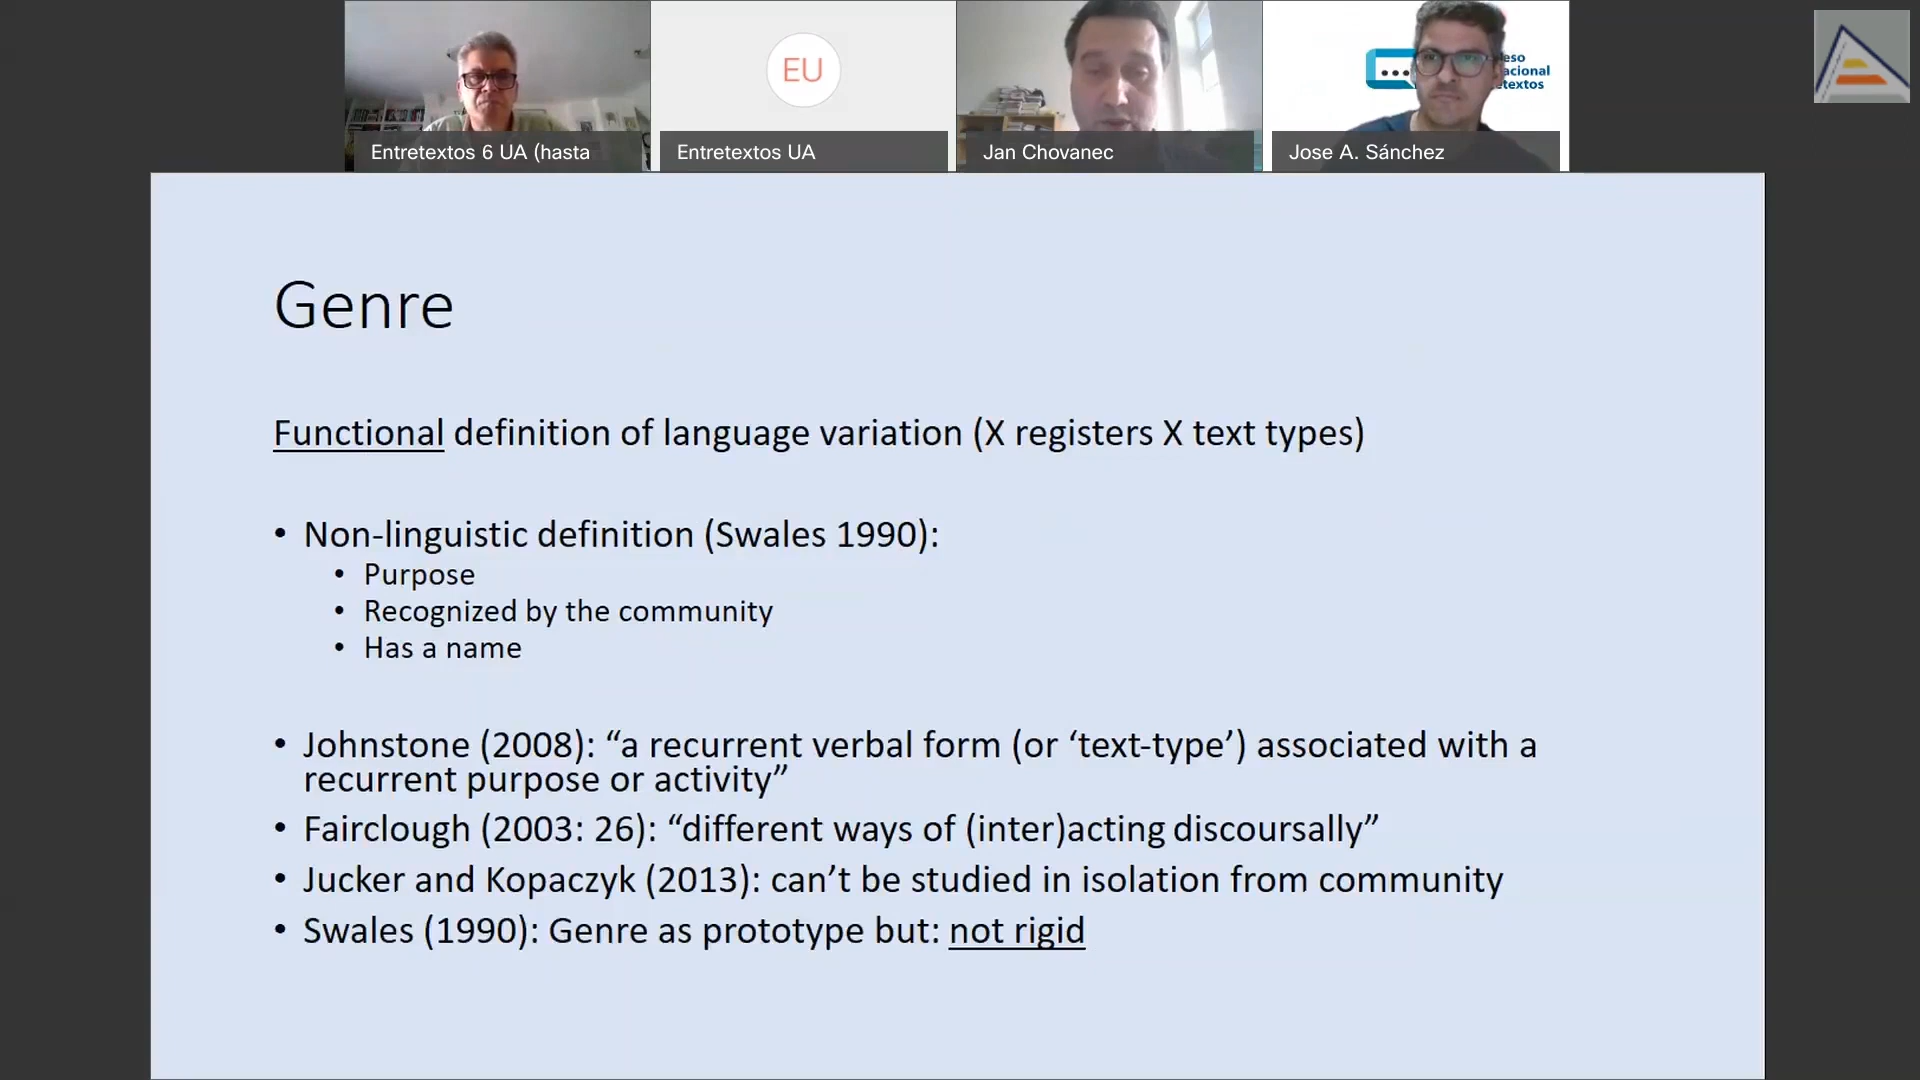 eso
acional
textos
EU
Entretextos 6 UA (hasta
Entretextos UA
Jan Chovanec
Jose A. Sánchez
Genre
Functional definition of language variation (X registers X text types)
• Non-linguistic definition (Swales 1990):
• Purpose
• Recognized by the community
• Has a name
• Johnstone (2008): “a recurrent verbal form (or ‘text-type’) associated with a
recurrent purpose or activity”
• Fairclough (2003: 26): “different ways of (inter)acting discoursally”
• Jucker and Kopaczyk (2013): can’t be studied in isolation from community
• Swales (1990): Genre as prototype but: not rigid